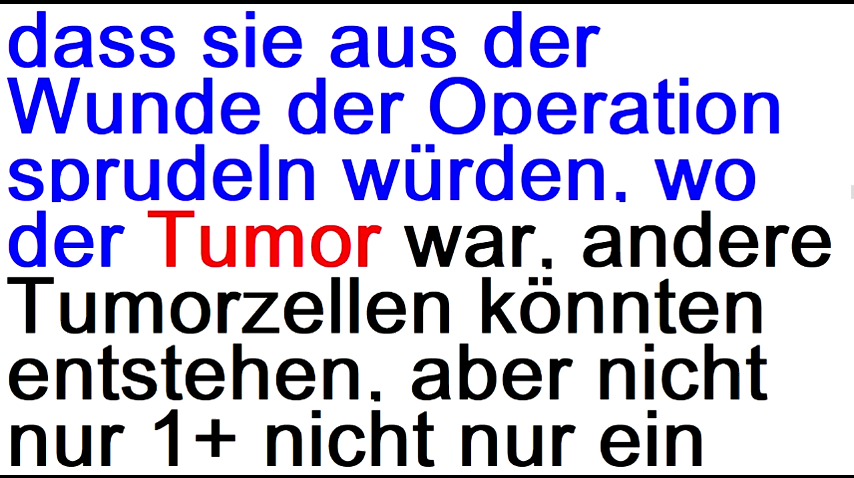 dass sie aus der
Wunde der Operation
sprudeln würden, wo
der Tumor war, andere
Tumorzellen könnten
entstehen, aber nicht
nur 1+ nicht nur ein